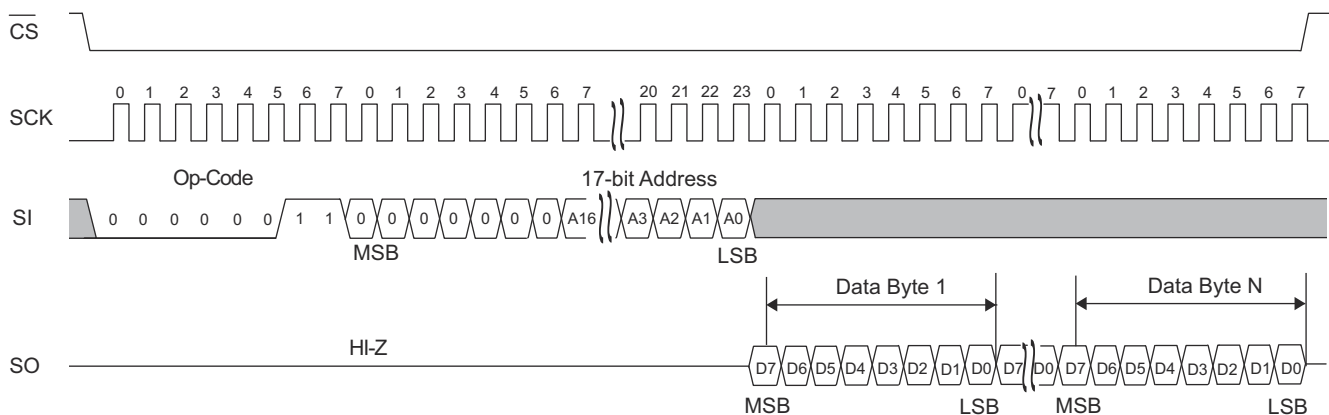 CS
0 1 2 3 4 5 6 7 0 1 2 3 4 5 6 7 20 21 22 23 0 1 2 3 4 5 6 7 0 7 0 1 2 3 4 5 6 7
SCK
Op-Code 17-bit Address
SI 0 0 0 0 0 0 1 1 0 0 0 0 0 0 0 A16 A3 A2 A1 A0
MSB LSB
Data Byte 1 Data Byte N
HI-Z
SO D7 D6 D5 D4 D3 D2 D1 D0 D7 D0 D7 D6 D5 D4 D3 D2 D1 D0
MSB LSB MSB LSB